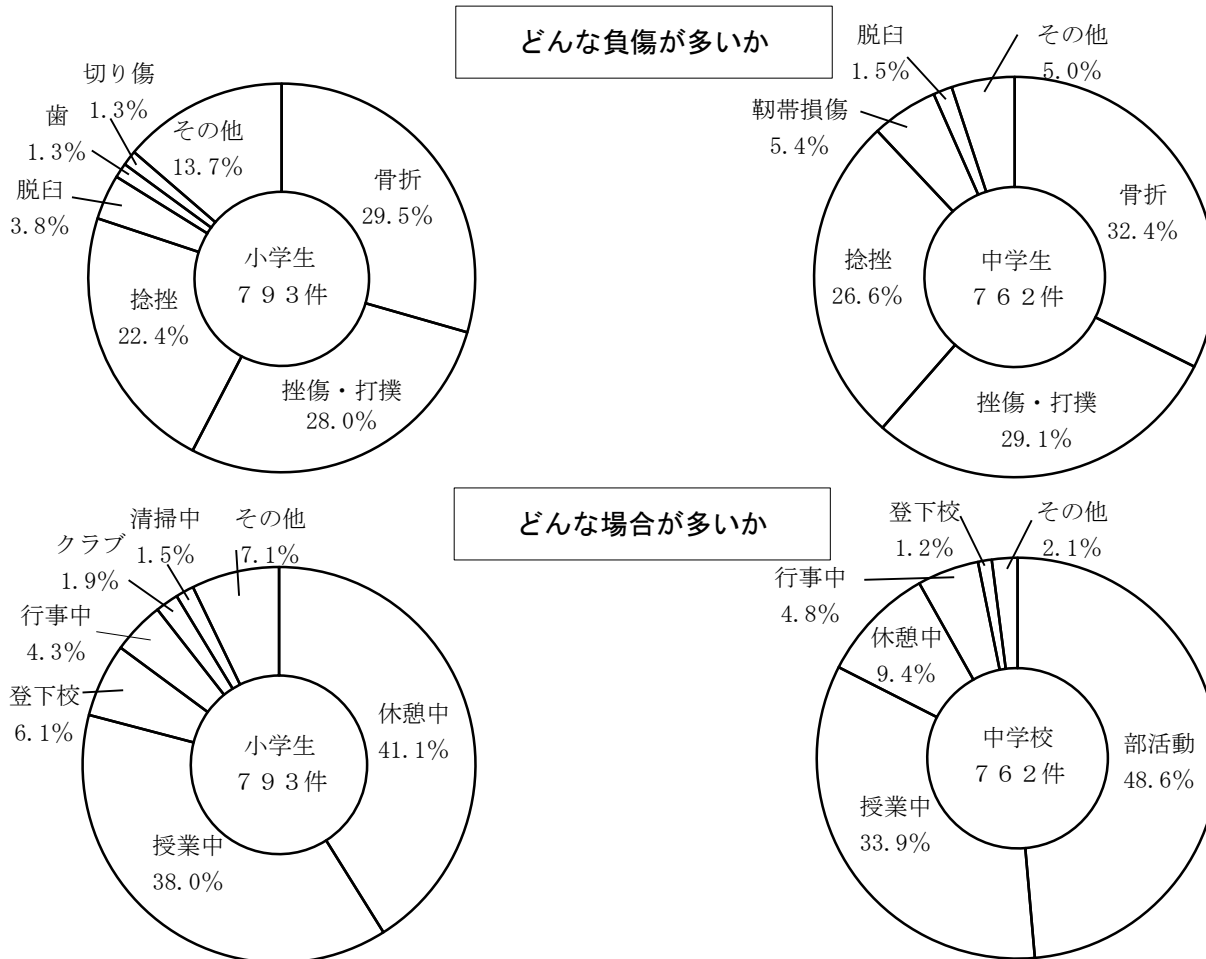 どんな負傷が多いか
切り傷
1.3%
歯
1.3%
脱臼
3.8%
その他
13.7%
骨折
29.5%
捻挫
22.4%
挫傷・打撲
28.0%
小学生
793件
脱臼
1.5%
その他
5.0%
靭帯損傷
5.4%
骨折
32.4%
捻挫
26.6%
挫傷・打撲
29.1%
中学生
762件
どんな場合が多いか
清掃中
1.5%
その他
7.1%
クラブ
1.9%
行事中
4.3%
登下校
6.1%
休憩中
41.1%
授業中
38.0%
小学生
793件
登下校
1.2%
その他
2.1%
行事中
4.8%
休憩中
9.4%
部活動
48.6%
授業中
33.9%
中学校
762件